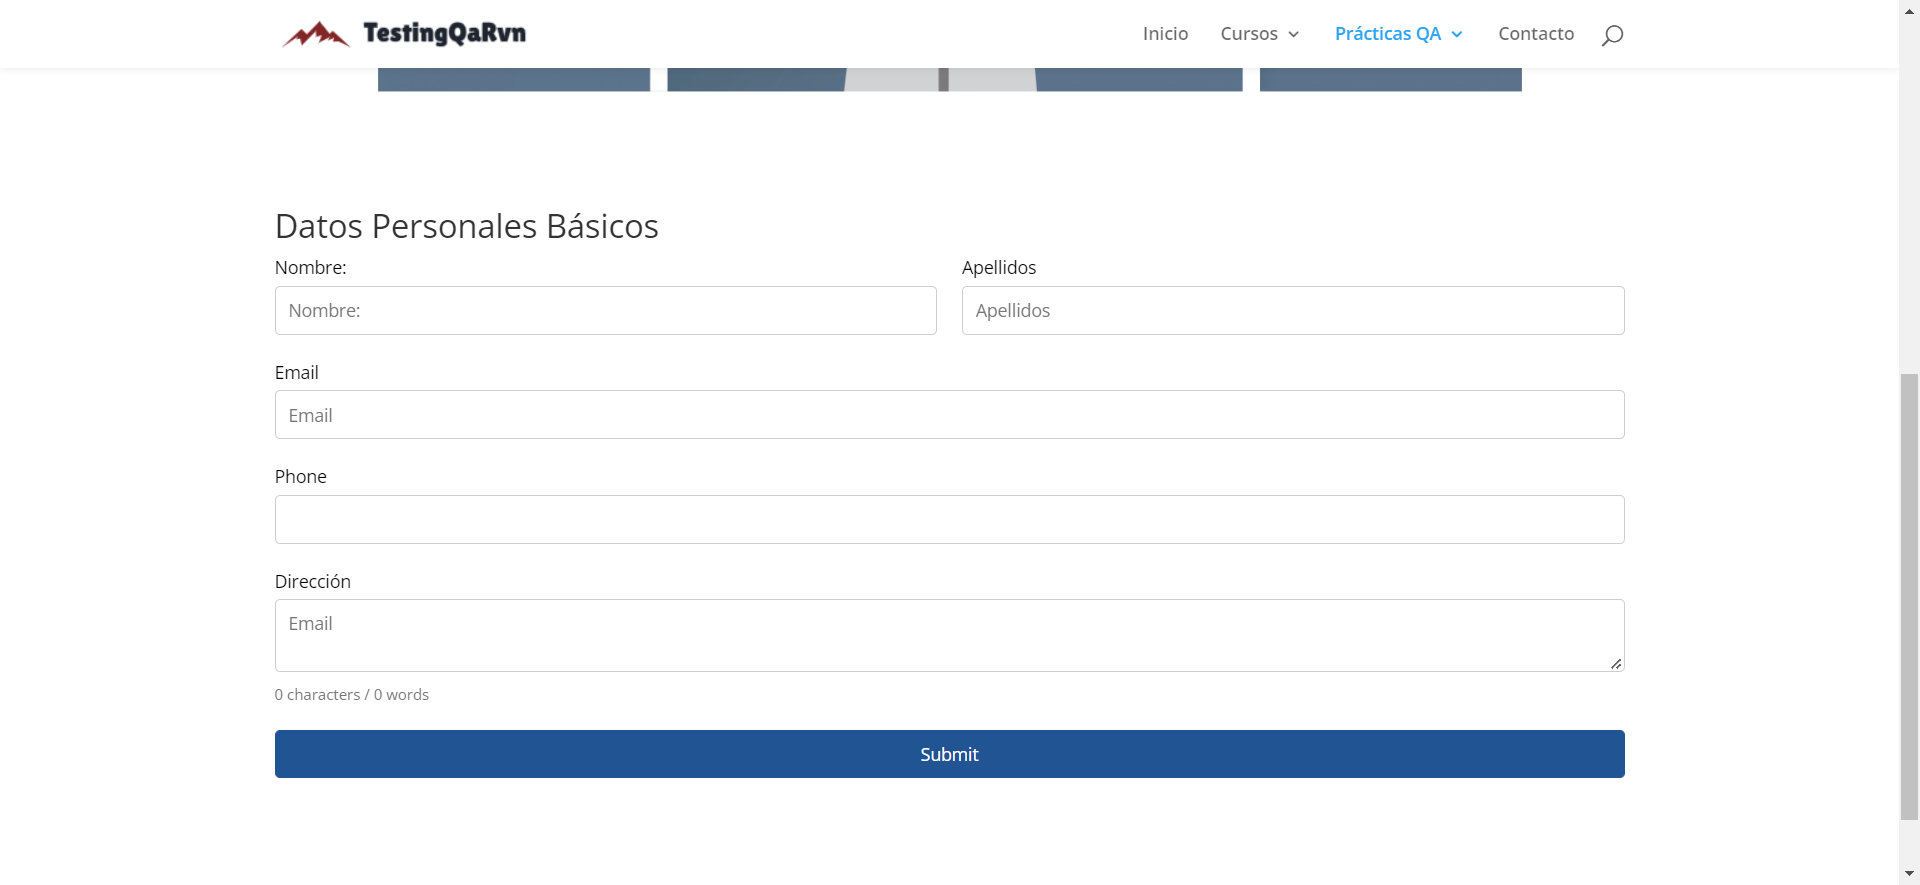 TestingQaRvn
Inicio Cursos Prácticas QA Contacto
Datos Personales Básicos
Nombre: Apellidos
Nombre: Apellidos
Email
Email
Phone
Dirección
Email
0 characters / 0 words
Submit